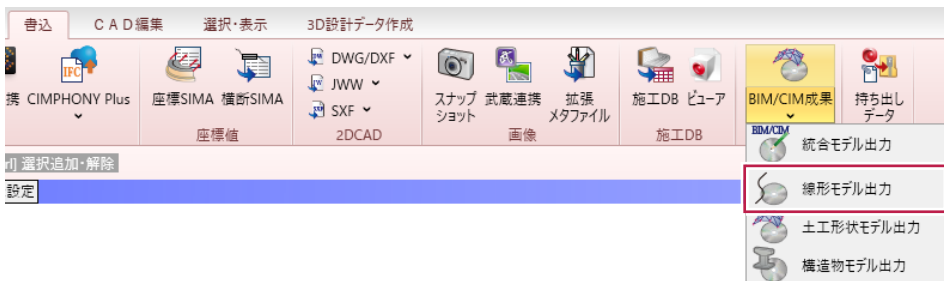 書込 CAD編集 選択・表示 3D設計データ作成
携 CIMPHONY Plus
IFC
座標SIMA 横断SIMA
座標値
DWG/DXF
JWW
SXF
2DCAD
スナップ
ショット
武蔵連携
拡張
メタファイル
画像
施工DB ビューア
施工DB
BIM/CIM成果
持ち出し
データ
rl] 選択追加・解除
設定
BIM/CIM
統合モデル出力
線形モデル出力
土工形状モデル出力
構造物モデル出力